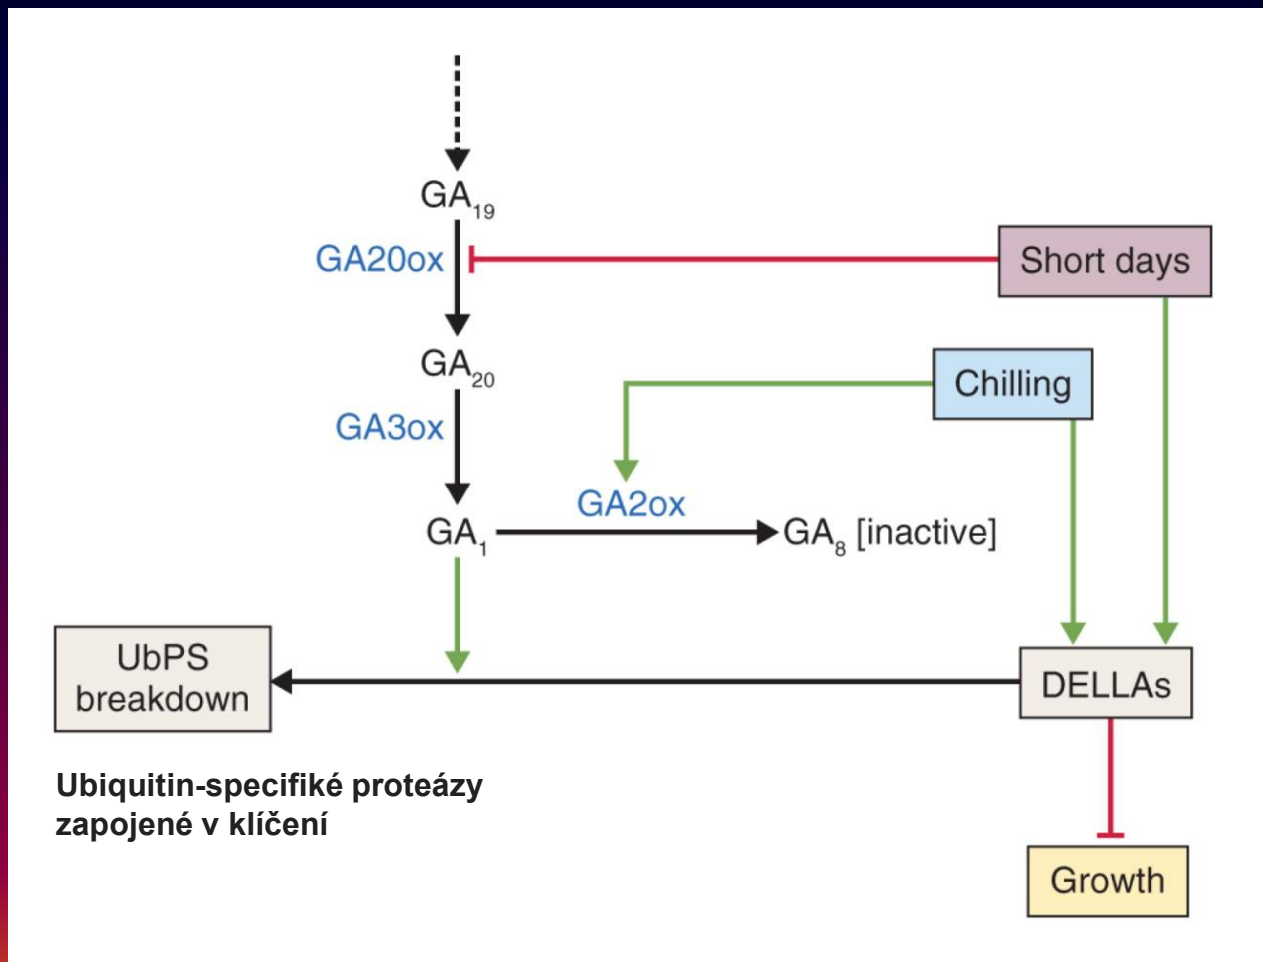 GA19
GA20ox
Short days
GA20
Chilling
GA3ox
GA2ox
GA1
GA8 [inactive]
UbPS
breakdown
DELLAs
Ubiquitin-specifiké proteázy
zapojené v klíčení
Growth